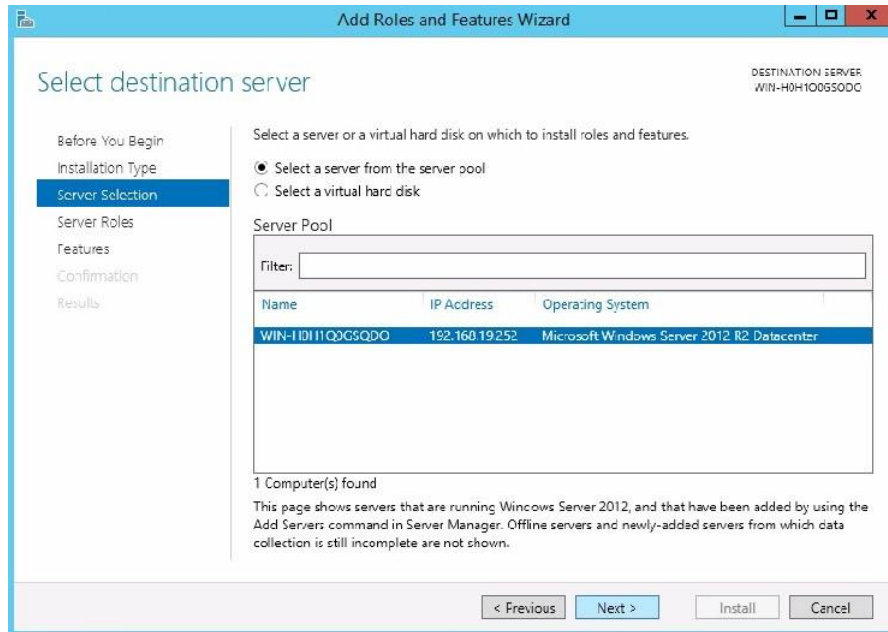 Add Roles and Features Wizard
Select destination server
DESTINATION SERVER
Before You Begin
Installation Type
Server Selection
Server Roles
Features
Confirmation
Results
Select a server or a virtual hard disk on which to install roles and features.
Select a server from the server pool
Select a virtual hard disk
Server Pool
Filter:
Name IP Address Operating System
192.168.19.252 Microsoft Windows Server 2012 R2 Datacenter
1 Computer(s) found
This page shows servers that are running Windows Server 2012, and that have been added by using the
Add Servers command in Server Manager. Offline servers and newly-added servers from which data
collection is still incomplete are not shown.
< Previous Next > Install Cancel